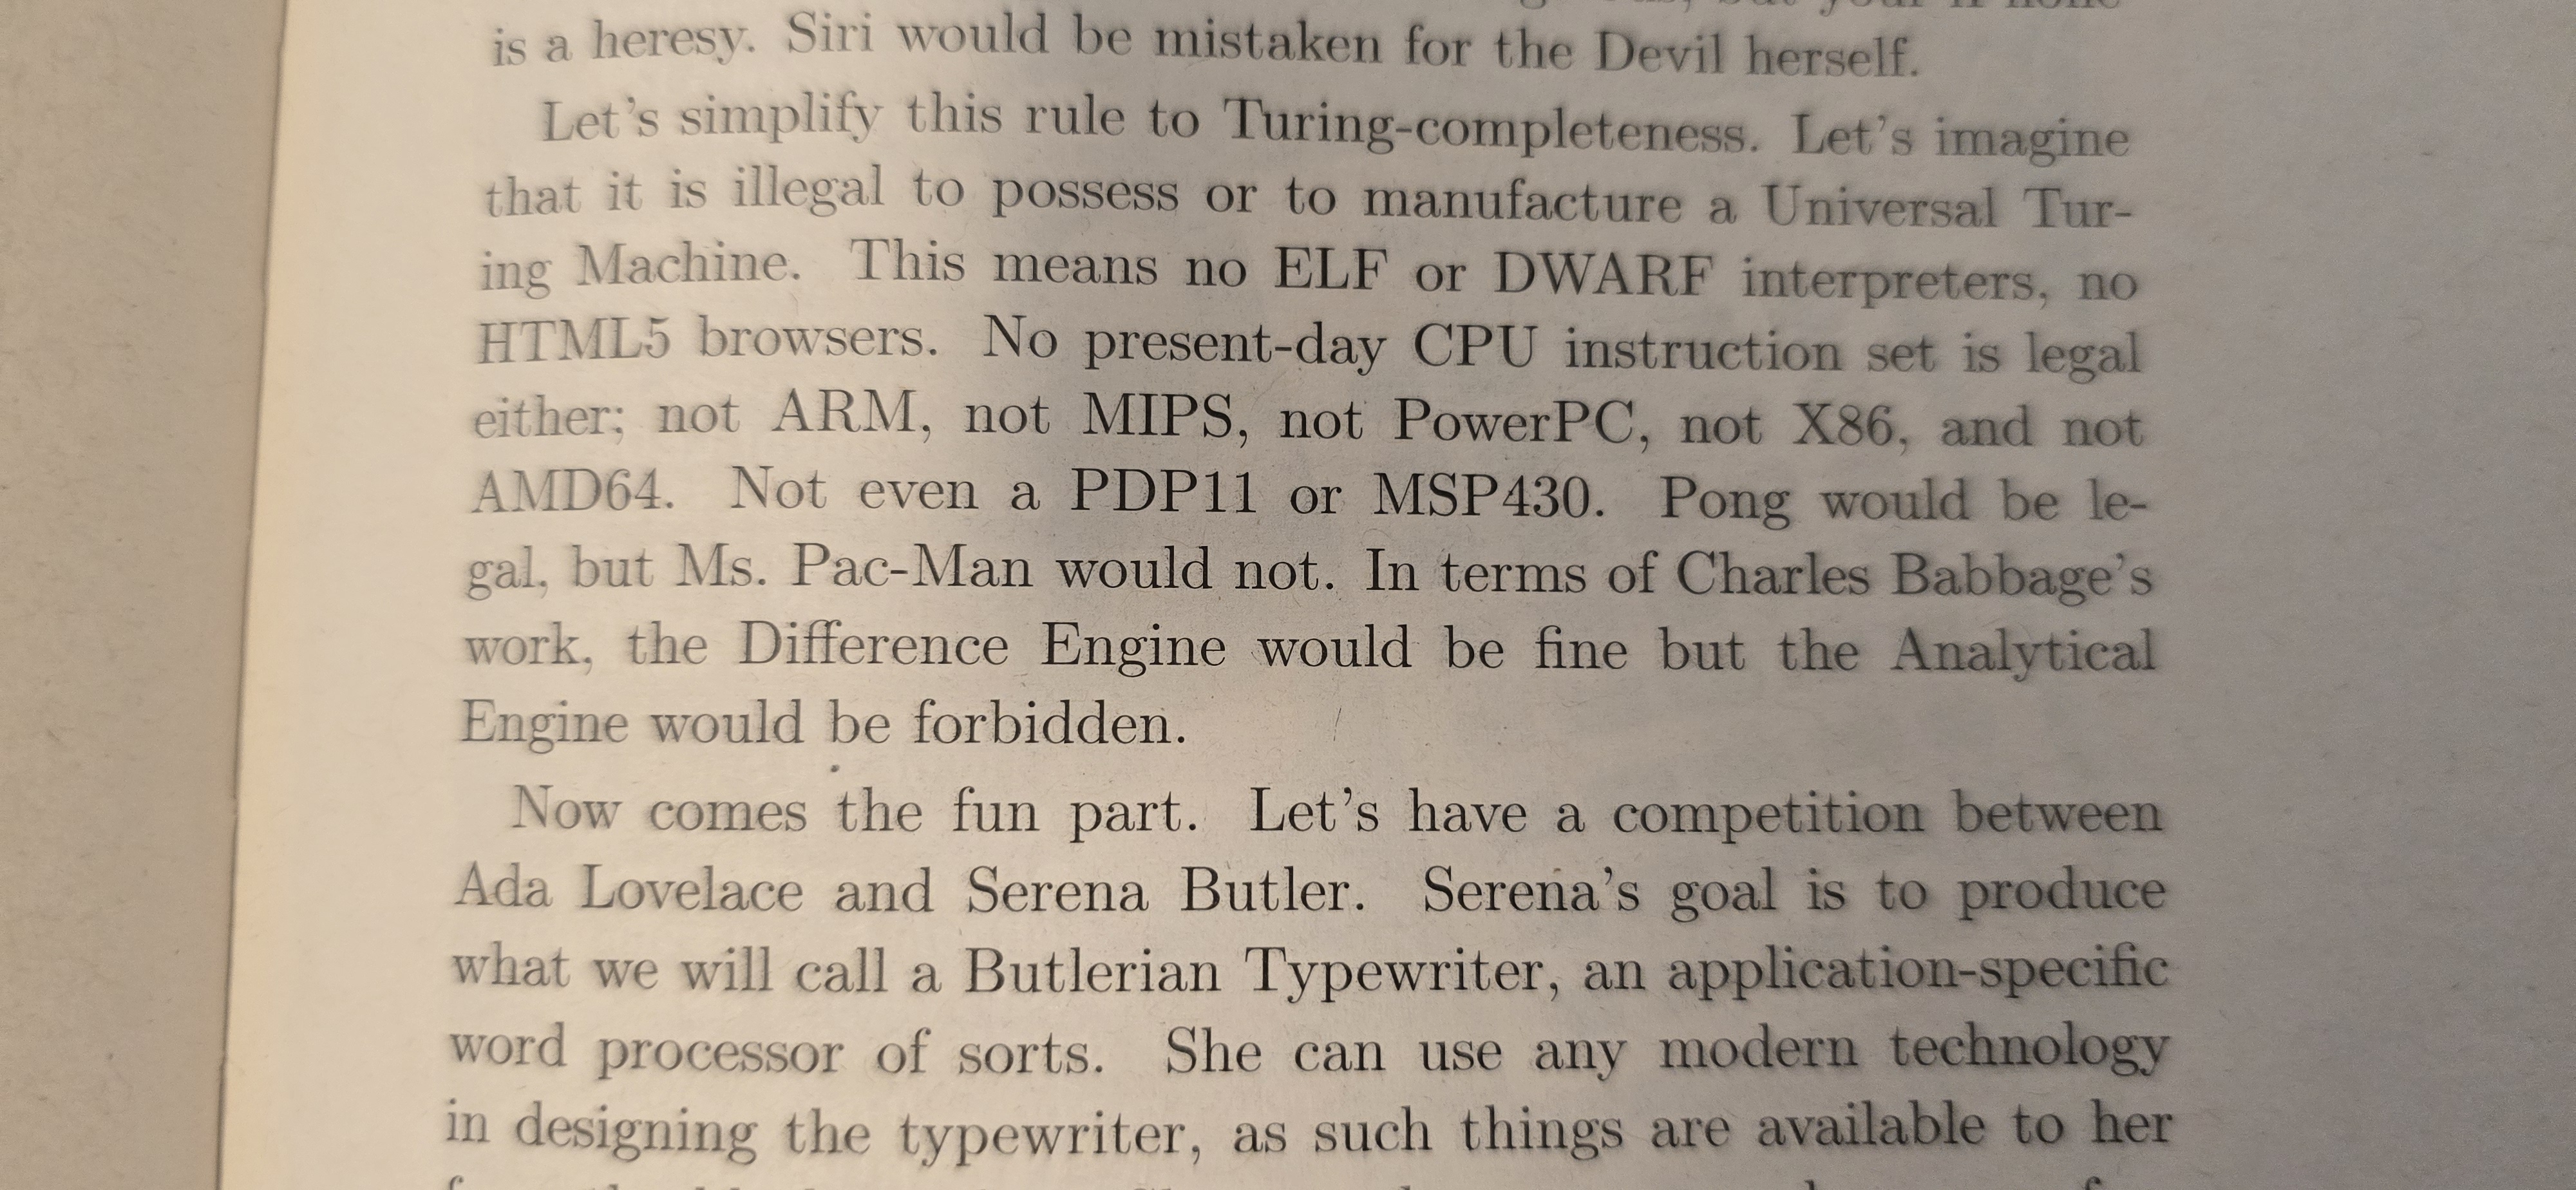 but your
is a heresy. Siri would be mistaken for the Devil herself.
Let's simplify this rule to Turing-completeness. Let's imagine
that it is illegal to possess or to manufacture a Universal Tur-
ing Machine. This means no ELF or DWARF interpreters, no
HTML5 browsers. No present-day CPU instruction set is legal
either; not ARM, not MIPS, not PowerPC, not X86, and not
AMD64. Not even a PDP11 or MSP430. Pong would be le-
gal, but Ms. Pac-Man would not. In terms of Charles Babbage's
work, the Difference Engine would be fine but the Analytical
Engine would be forbidden.
Now comes the fun part. Let's have a competition between
Ada Lovelace and Serena Butler. Serena's goal is to produce
what we will call a Butlerian Typewriter, an application-specific
word processor of sorts. She can use any modern technology
in designing the typewriter, as such things are available to her